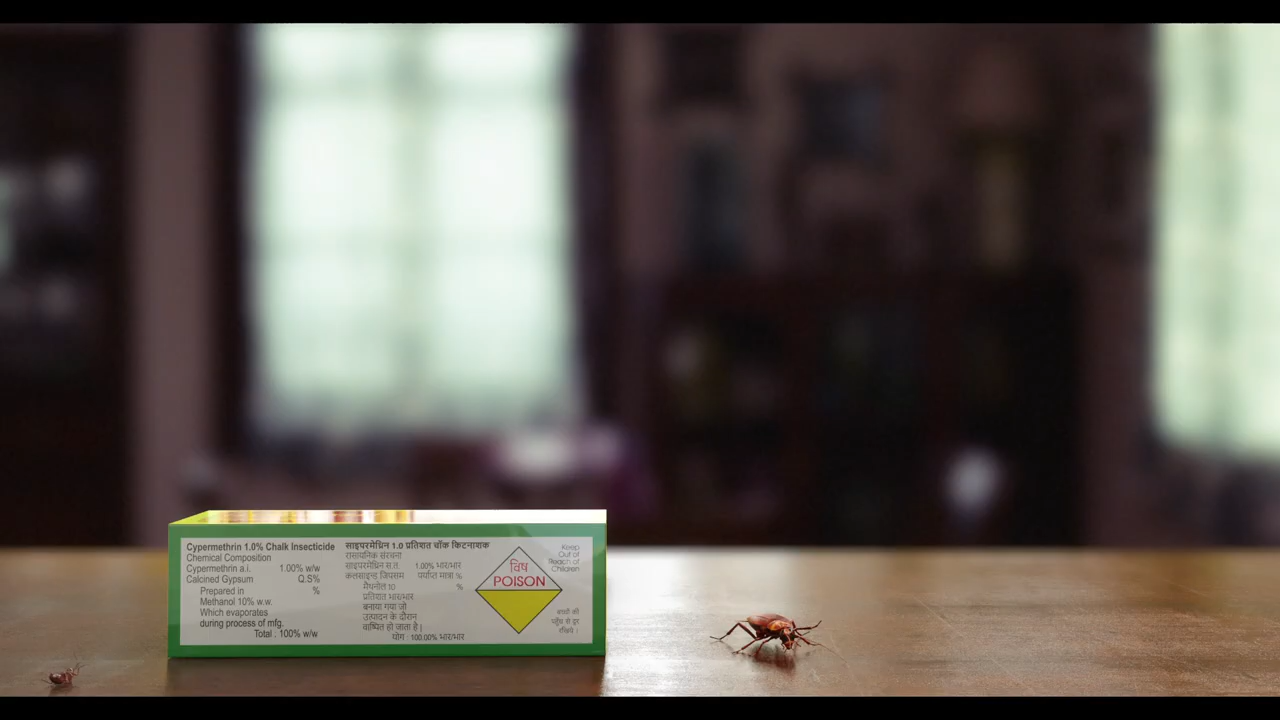 Cypermethrin 1.0% Chalk Insecticide
Chemical Composition
Cypermethrin a.i. 1.00% w/w
Calcined Gypsum Q.S%
Prepared in %
Methanol 10% w.w.
Which evaporates
during process of mfg.
Total . 100% w/w
साइपरमेथ्रिन 1.0 प्रतिशत चॉक किटनाशक
रासायनिक संरचना
साइपरमेथ्रिन स.त. 1.00% भार/भार
कलसाइन्ड जिपसम पर्याप्त मात्रा %
मैथनोल 10 %
प्रतिशत भार/भार
बनाया गया जो
उत्पादन के दौरान
वाष्पित हो जाता है |
योग : 100.00% भार/भार
विष
POISON
Keep
Out of
Reach of
Children
बच्चों की
पहुँच से दूर
रखिये ।